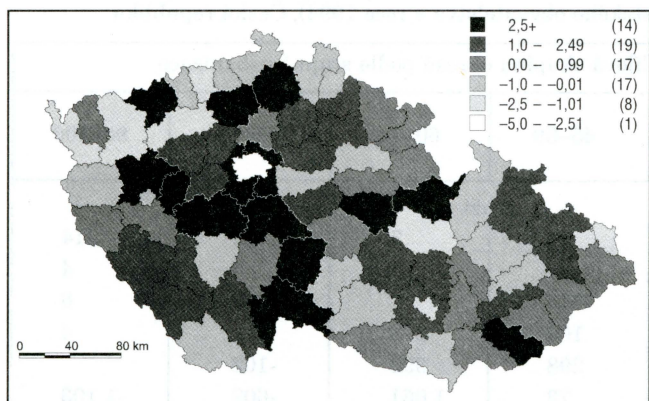 2,5+ (14)
1,0 – 2,49 (19)
0,0 – 0,99 (17)
–1,0 – –0,01 (17)
–2,5 – –1,01 (8)
–5,0 – –2,51 (1)
0 40 80 km